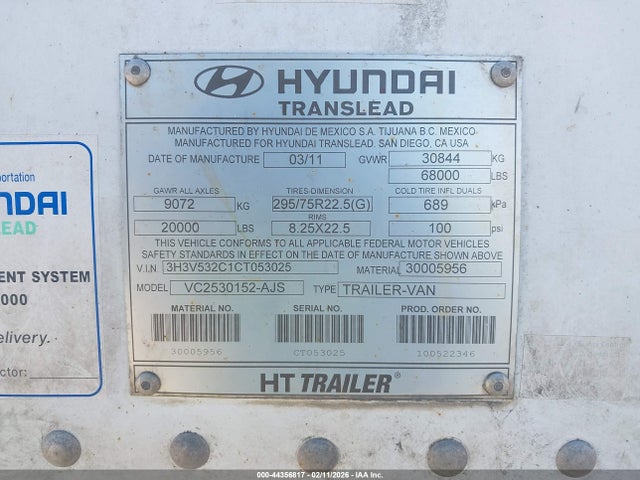 HYUNDAI
TRANSLEAD
MANUFACTURED BY HYUNDAI DE MEXICO S.A. TIJUANA B.C. MEXICO
MANUFACTURED FOR HYUNDAI TRANSLEAD. SAN DIEGO, CA USA
DATE OF MANUFACTURE 03/11 GVWR 30844 KG
68000 LBS
GAWR ALL AXLES TIRES-DIMENSION COLD TIRE INFL DUALS
9072 KG 295/75R22.5(G) 689 kPa
RIMS
20000 LBS 8.25X22.5 100 psi
THIS VEHICLE CONFORMS TO ALL APPLICABLE FEDERAL MOTOR VEHICLES
SAFETY STANDARDS IN EFFECT ON THE DATE OF MANUFACTURE SHOWN ABOVE
V.I.N 3H3V532C1CT053025 MATERIAL 30005956
MODEL VC2530152-AJS TYPE TRAILER-VAN
MATERIAL NO. SERIAL NO. PROD. ORDER NO.
30005956 CT053025 100522346
HT TRAILER®
portation
NDAI
LEAD
ENT SYSTEM
000
elivery.
ctor:
000-44356817 - 02/11/2026 - IAA Inc.